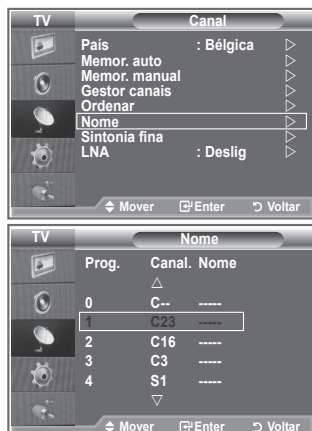 TV Canal
País : Bélgica
Memor. auto
Memor. manual
Gestor canais
Ordenar
Nome
Sintonia fina
LNA : Deslig
Mover Enter Voltar
TV Nome
Prog. Canal. Nome
0 C-- -----
1 C23 -----
2 C16 -----
3 C3 -----
4 S1 -----
Mover Enter Voltar